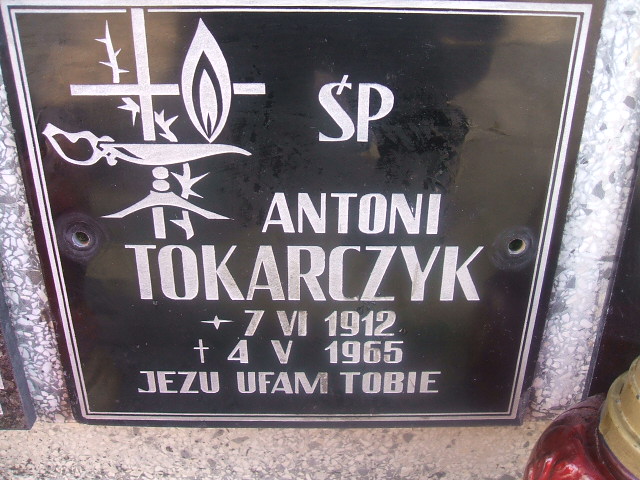 ŚP
ANTONI
TOKARCZYK
7 VI 1912
† 4 V 1965
JEZU UFAM TOBIE